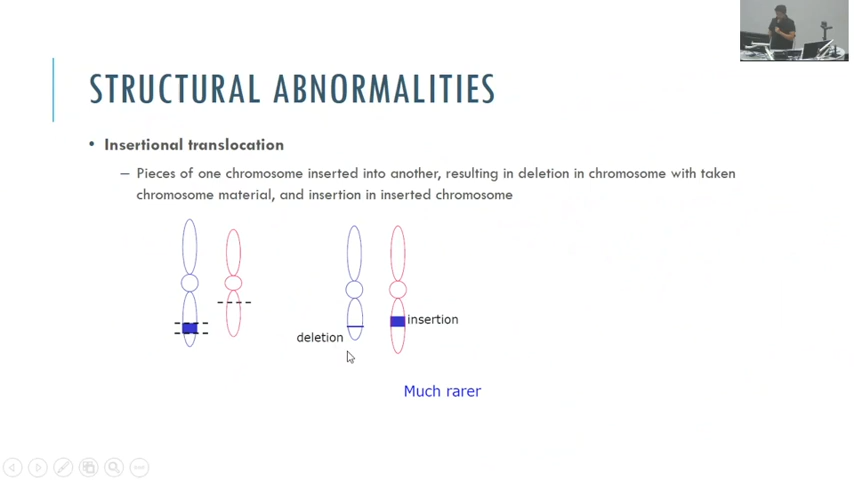 STRUCTURAL ABNORMALITIES
• Insertional translocation
– Pieces of one chromosome inserted into another, resulting in deletion in chromosome with taken
chromosome material, and insertion in inserted chromosome
insertion
deletion
Much rarer